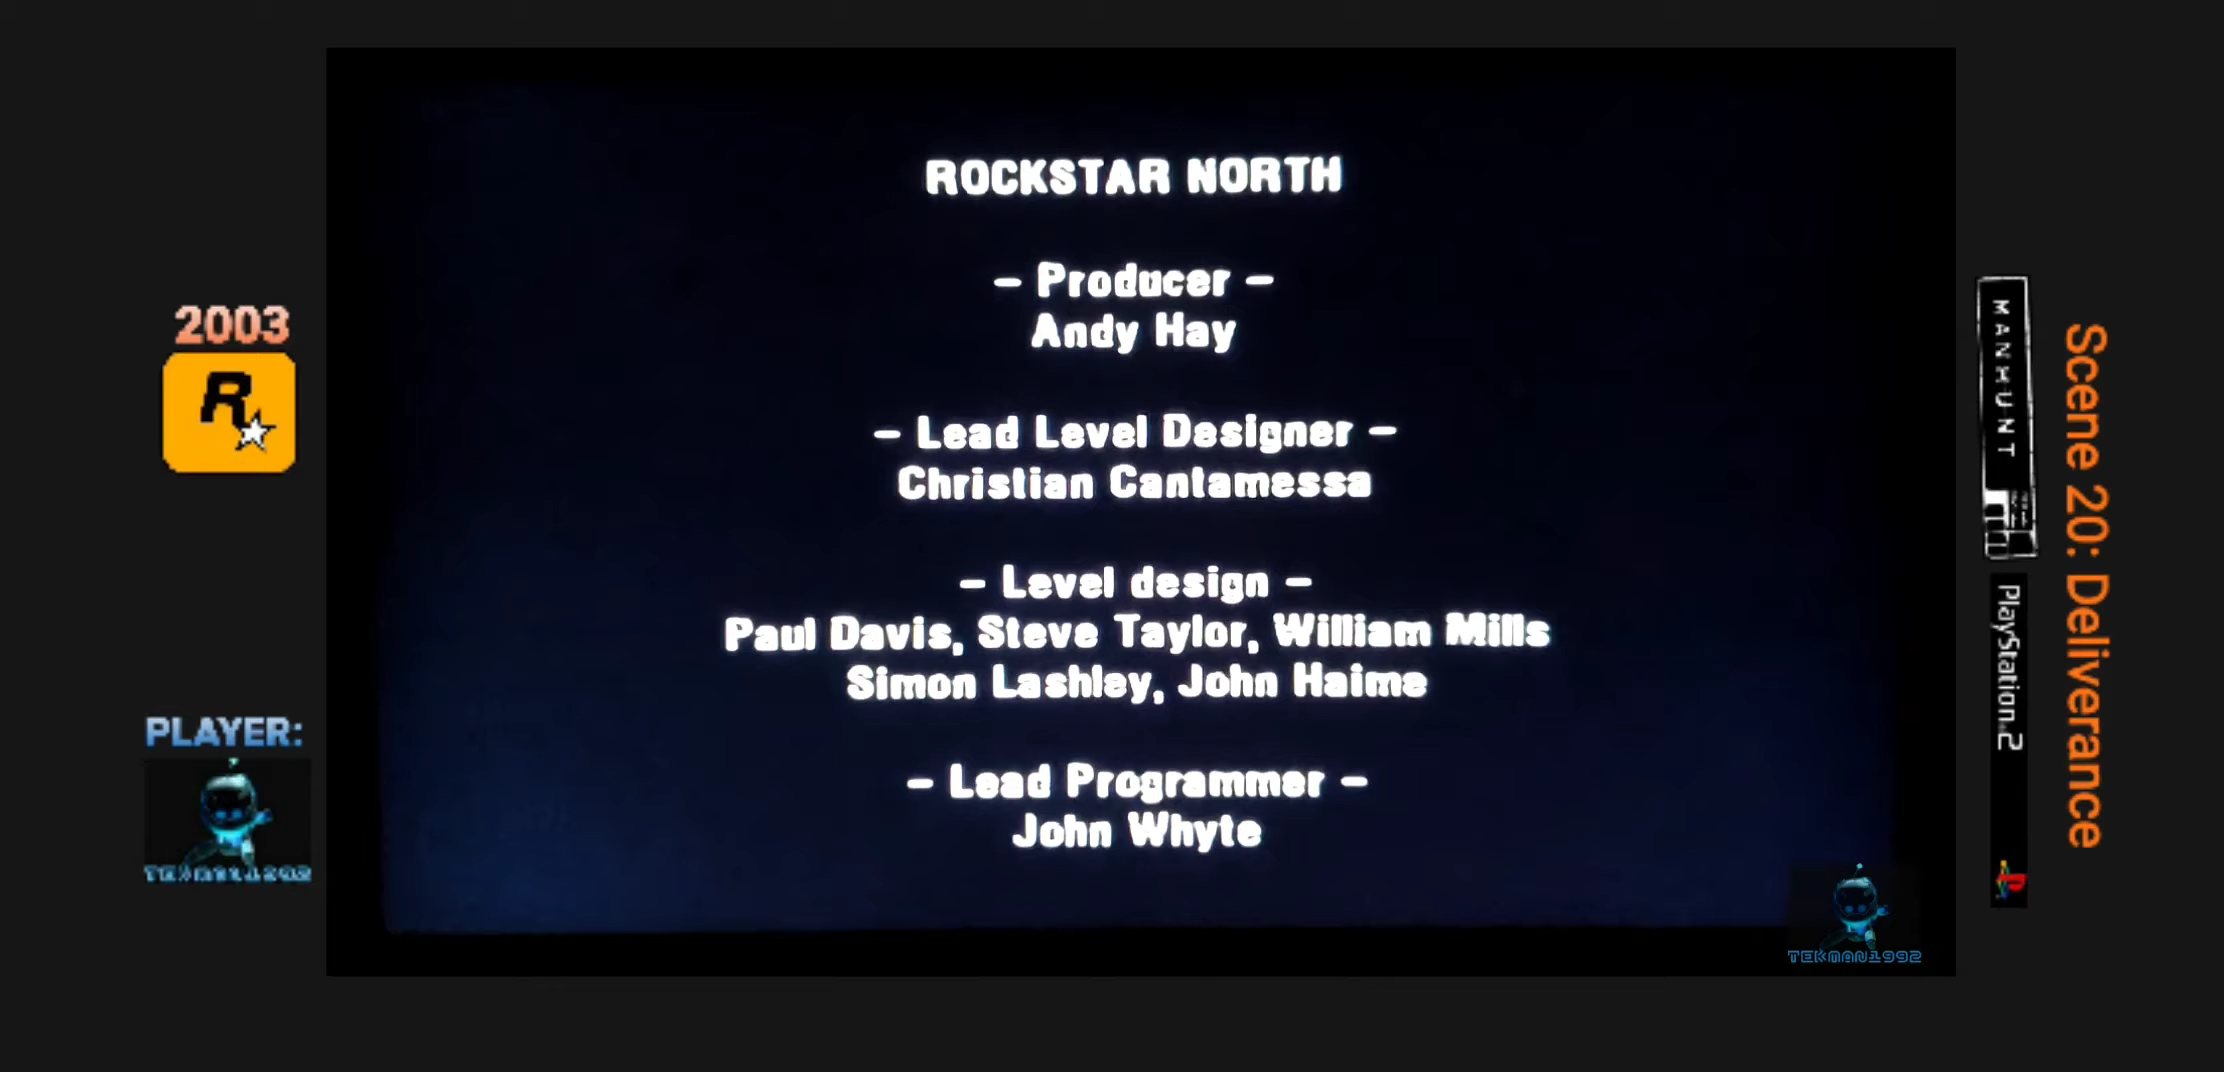 2003
R
PLAYER:
TEKMAN1992
ROCKSTAR NORTH
– Producer –
Andy Hay
– Lead Level Designer –
Christian Cantamessa
– Level design –
Paul Davis, Steve Taylor, William Mills
Simon Lashley, John Haime
– Lead Programmer –
John Whyte
TEKMAN1992
MANHUNT
PlayStation 2
Scene 20: Deliverance